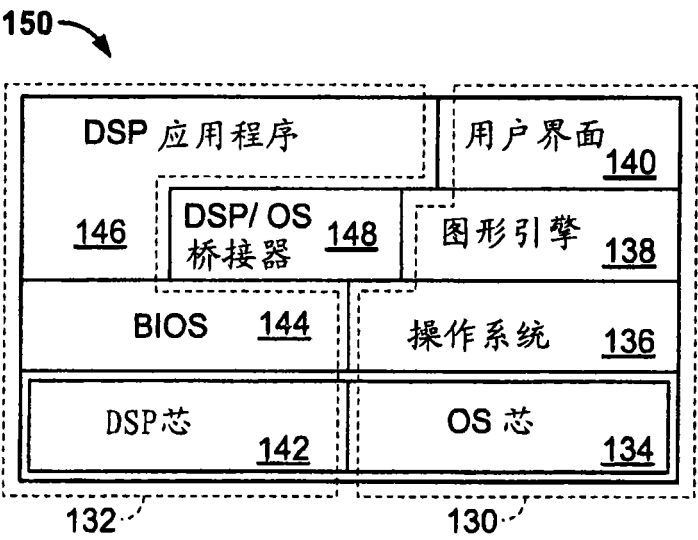 150
DSP 应用程序
用户界面
140
146
DSP/ OS
桥接器
148
图形引擎
138
BIOS
144
操作系统
136
DSP芯
142
OS 芯
134
132
130